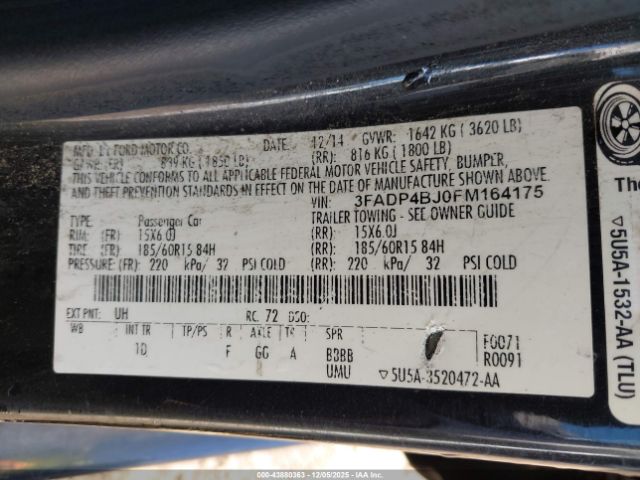 MFD. BY FORD MOTOR CO. DATE: 12/14 GVWR: 1642 KG ( 3620 LB)
(FR): 839 KG ( 1850 LB) (RR): 816 KG ( 1800 LB)
THIS VEHICLE CONFORMS TO ALL APPLICABLE FEDERAL MOTOR VEHICLE SAFETY, BUMPER,
AND THEFT PREVENTION STANDARDS IN EFFECT ON THE DATE OF MANUFACTURE SHOWN ABOVE.
VIN: 3FADP4BJ0FM164175
TYPE: Passenger Car TRAILER TOWING - SEE OWNER GUIDE
RIM: (FR) 15X6.0J (RR): 15X6.0J
TIRE (FR) 185/60R15 84H (RR): 185/60R15 84H
PRESSURE: (FR): 220 kPa/ 32 PSI COLD (RR): 220 kPa/ 32 PSI COLD
EXT PNT: UH RC: 72 DSO: F0071
WB INT TR TP/PS R AXLE TR SPR R0091
1D F GG A BDBB
UMU ▽5U5A-3520472-AA
The
▽5U5A-1532-AA (TLU)
000-43880363 - 12/05/2025 - IAAI.COM